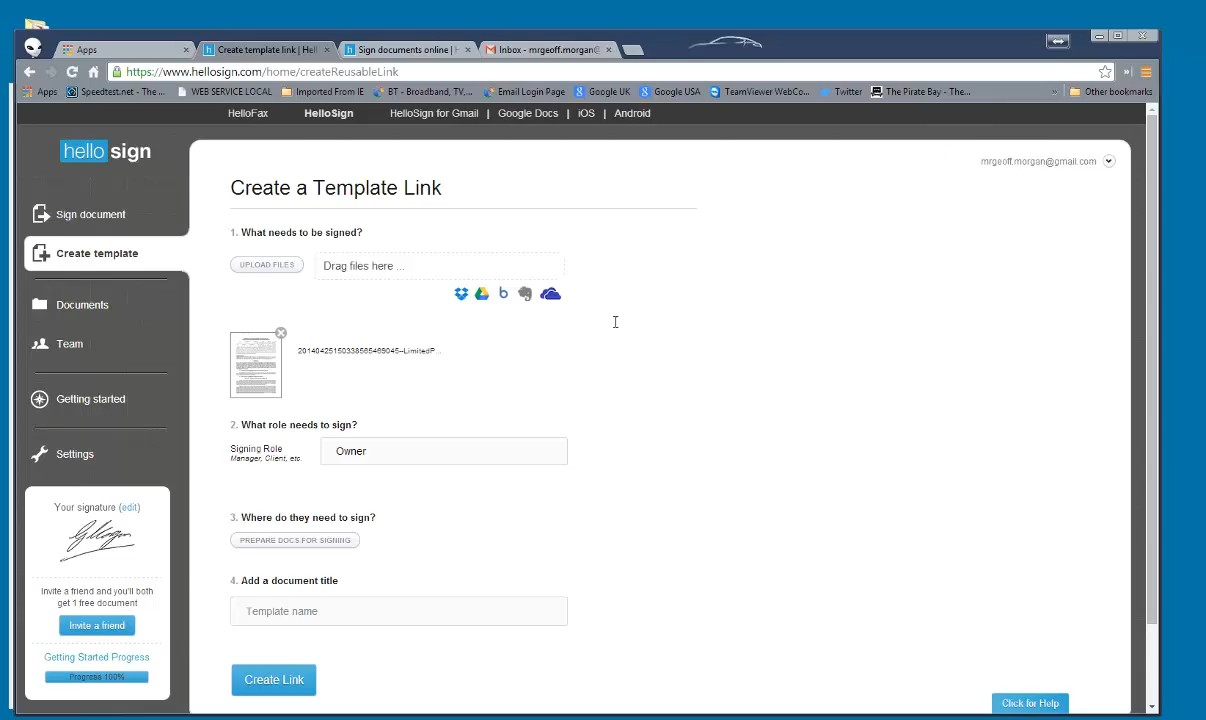 Apps
Create template link | Hell
Sign documents online | H
Inbox - mrgeoff.morgan@
https://www.hellosign.com/home/createReusableLink
Apps
Speedtest.net - The ...
WEB SERVICE LOCAL
Imported From IE
BT - Broadband, TV,...
Email Login Page
Google UK
Google USA
TeamViewer WebCo...
Twitter
The Pirate Bay - The...
»
Other bookmarks
HelloFax
HelloSign
HelloSign for Gmail | Google Docs | iOS | Android
hello sign
mrgeoff.morgan@gmail.com
Sign document
Create template
Documents
Team
Getting started
Settings
Your signature (edit)
Invite a friend and you'll both
get 1 free document
Invite a friend
Getting Started Progress
Progress 100%
Create a Template Link
1. What needs to be signed?
UPLOAD FILES
Drag files here ...
20140425150338565469045--LimitedP...
2. What role needs to sign?
Signing Role
Manager, Client, etc.
Owner
3. Where do they need to sign?
PREPARE DOCS FOR SIGNING
4. Add a document title
Template name
Create Link
Click for Help